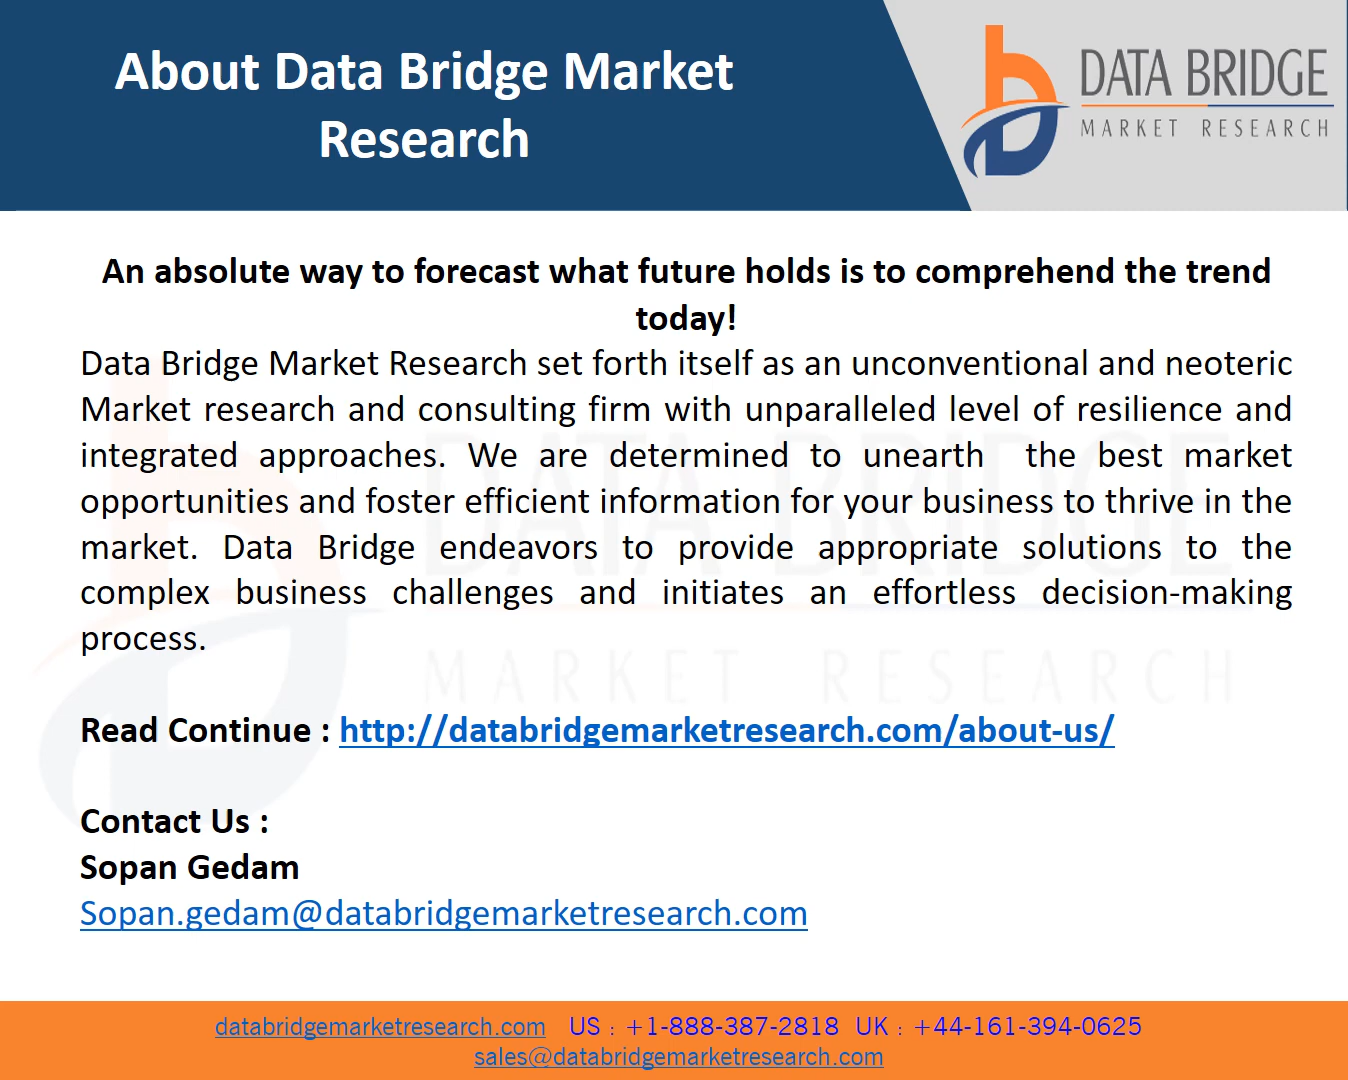 About Data Bridge Market
Research
DATA BRIDGE
MARKET RESEARCH
An absolute way to forecast what future holds is to comprehend the trend
today!
Data Bridge Market Research set forth itself as an unconventional and neoteric
Market research and consulting firm with unparalleled level of resilience and
integrated approaches. We are determined to unearth the best market
opportunities and foster efficient information for your business to thrive in the
market. Data Bridge endeavors to provide appropriate solutions to the
complex business challenges and initiates an effortless decision-making
process.
DATA BRIDGE
MARKET RESEARCH
Read Continue : http://databridgemarketresearch.com/about-us/
Contact Us :
Sopan Gedam
Sopan.gedam@databridgemarketresearch.com
databridgemarketresearch.com US : +1-888-387-2818 UK : +44-161-394-0625
sales@databridgemarketresearch.com